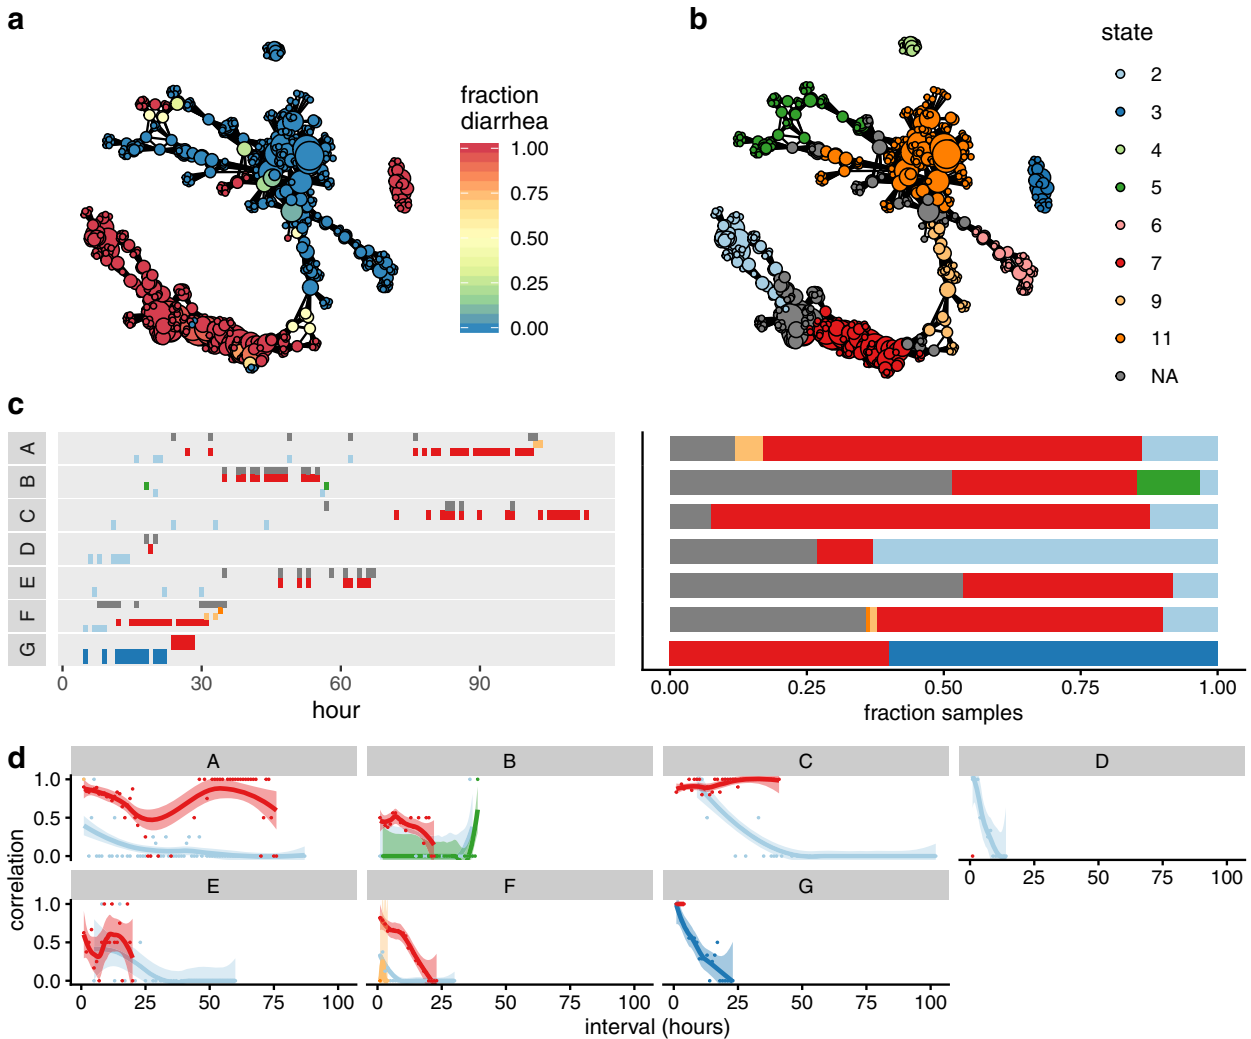 a
fraction
diarrhea
1.00
0.75
0.50
0.25
0.00
b
state
2
3
4
5
6
7
9
11
NA
c
A
B
C
D
E
F
G
0 30 60 90
hour
0.00 0.25 0.50 0.75 1.00
fraction samples
d
A B C D
1.0
0.5
0.0
0 25 50 75 100
E F G
1.0
0.5
0.0
0 25 50 75 100 0 25 50 75 100 0 25 50 75 100
correlation
interval (hours)